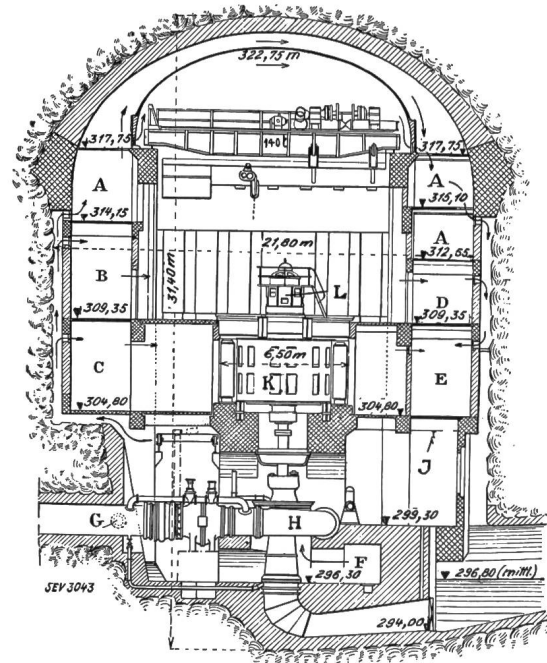 322,75 m
140 t
317,75
317,75
A
A
315,10
314,15
A
21,80 m
312,65
31,40 m
B
L
D
309,35
309,35
6,50 m
C
K
E
304,80
304,80
J
G
H
299,30
F
SEV 3043
296,30
296,80 (mittl.)
294,00